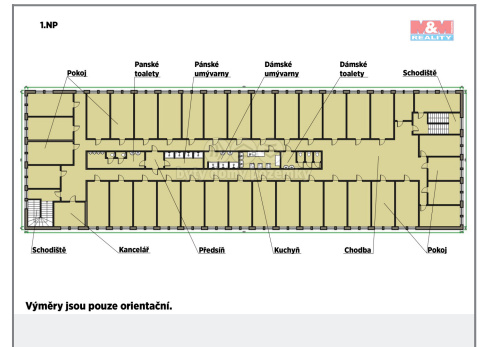 1.NP
M&M
REALITY
Pokoj
Panské
toalety
Pánské
umývarny
Dámské
umývarny
Dámské
toalety
Schodiště
Schodiště
Kancelář
Předsíň
Kuchyň
Chodba
Pokoj
Výměry jsou pouze orientační.